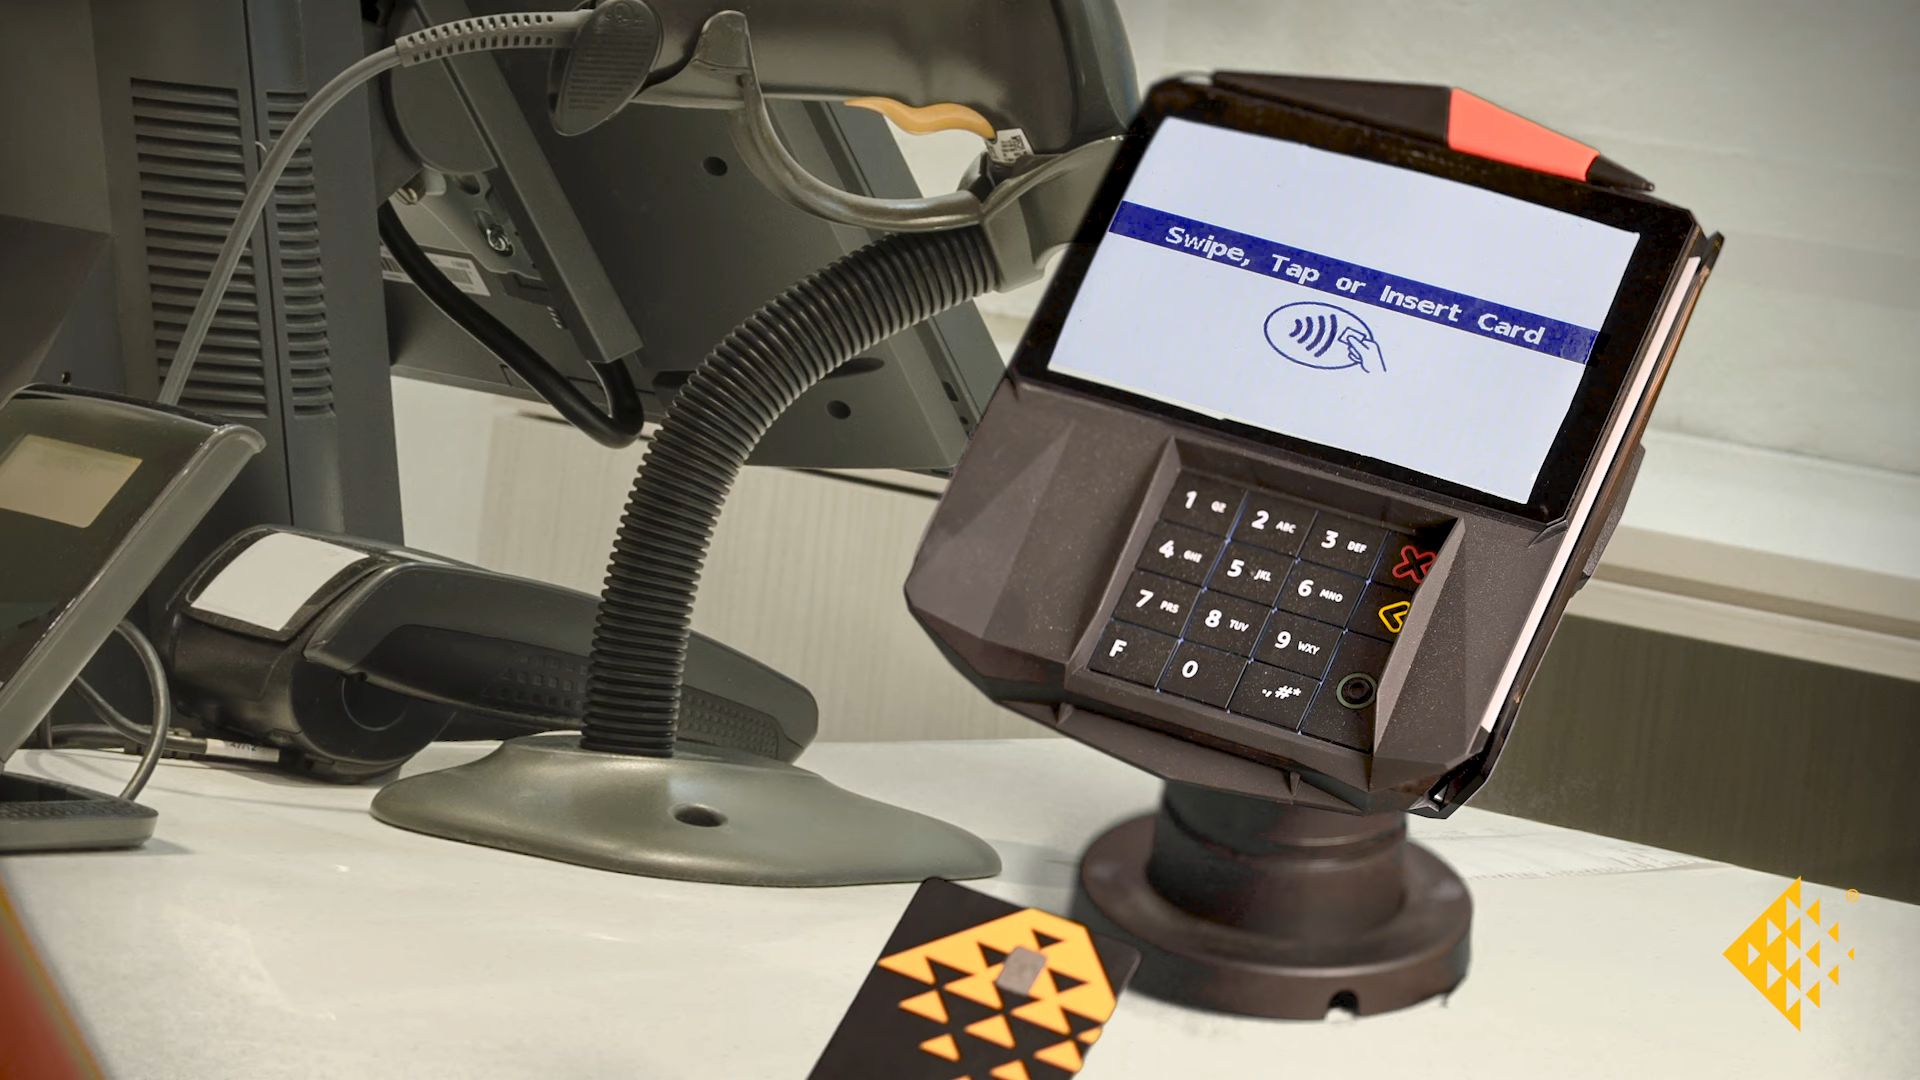 Swipe, Tap or Insert Card
1 QZ 2 ABC 3 DEF
4 GHI 5 JKL 6 MNO
7 PRS 8 TUV 9 WXY
F 0 .,#*
®